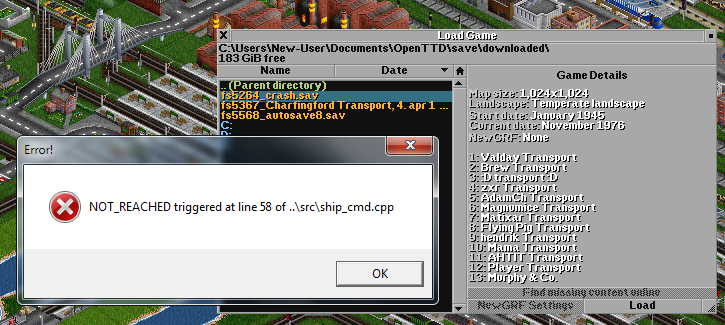 Load Game
C:\Users\New-User\Documents\OpenTTD\save\downloaded\
183 GiB free
Name
Date
.. (Parent directory)
fs5264_crash.sav
fs5367_Charfingford Transport, 4. apr 1 ...
fs5568_autosave8.sav
C:
Game Details
Map size: 1,024x1,024
Landscape: Temperate landscape
Start date: January 1945
Current date: November 1976
NewGRF: None
1: Valday Transport
2: Brew Transport
3: :D transport :D
4: zxr Transport
5: AdamCh Transport
6: Magnunice Transport
7: Matixar Transport
8: Flying Pig Transport
9: hendrik Transport
10: Mama Transport
11: AHTIT Transport
12: Player Transport
13: Murphy & Co.
Find missing content online
NewGRF Settings
Load
Error!
NOT_REACHED triggered at line 58 of ..\src\ship_cmd.cpp
OK